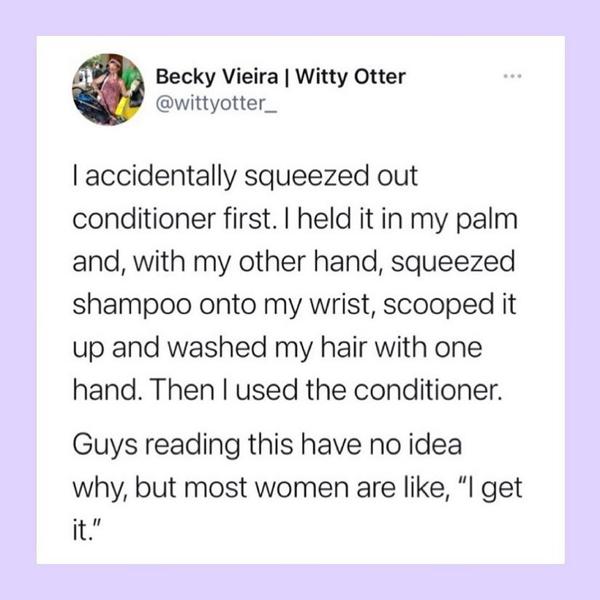 Becky Vieira | Witty Otter
@wittyotter_
I accidentally squeezed out
conditioner first. I held it in my palm
and, with my other hand, squeezed
shampoo onto my wrist, scooped it
up and washed my hair with one
hand. Then I used the conditioner.
Guys reading this have no idea
why, but most women are like, “I get
it.”